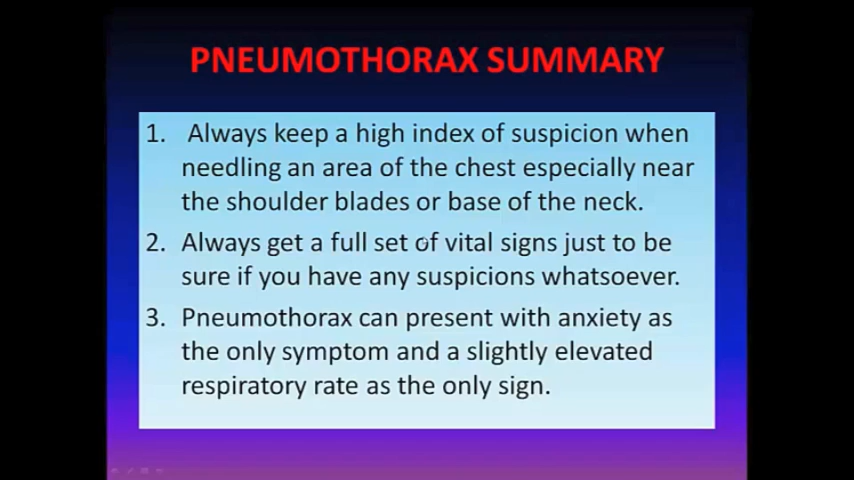 PNEUMOTHORAX SUMMARY
1. Always keep a high index of suspicion when
needling an area of the chest especially near
the shoulder blades or base of the neck.
2. Always get a full set of vital signs just to be
sure if you have any suspicions whatsoever.
3. Pneumothorax can present with anxiety as
the only symptom and a slightly elevated
respiratory rate as the only sign.